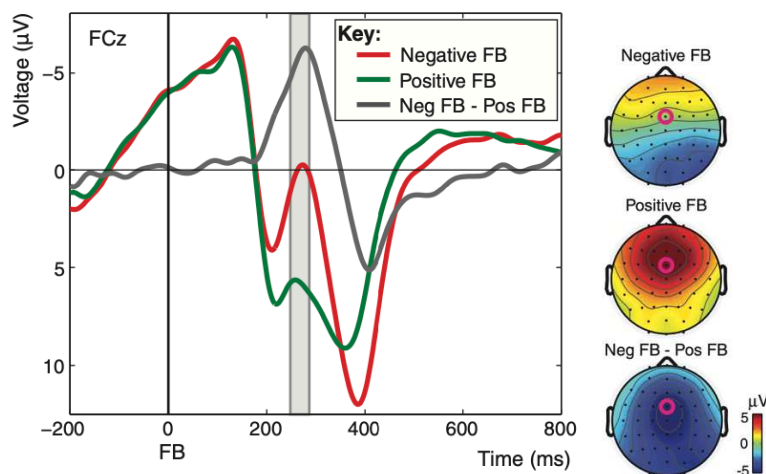 Voltage (µV)
FCz
Key:
Negative FB
Positive FB
Neg FB - Pos FB
−5
0
5
10
−200
0
200
400
600
800
FB
Time (ms)
Negative FB
Positive FB
Neg FB - Pos FB
µV
5
0
-5